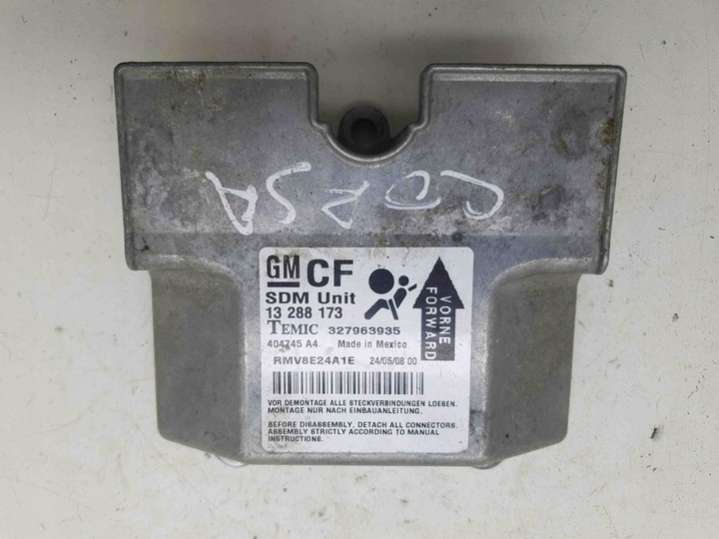 CORSA
GM CF
SDM Unit
13 288 173
VORNE
FORWARD
TEMIC 327963935
404745 A4 Made in Mexico
RMV8E24A1E 24/05/08 00
VOR DEMONTAGE ALLE STECKVERBINDUNGEN LOESEN.
MONTAGE NUR NACH EINBAUANLEITUNG.
BEFORE DISASSEMBLY, DETACH ALL CONNECTORS.
ASSEMBLY STRICTLY ACCORDING TO MANUAL
INSTRUCTIONS.